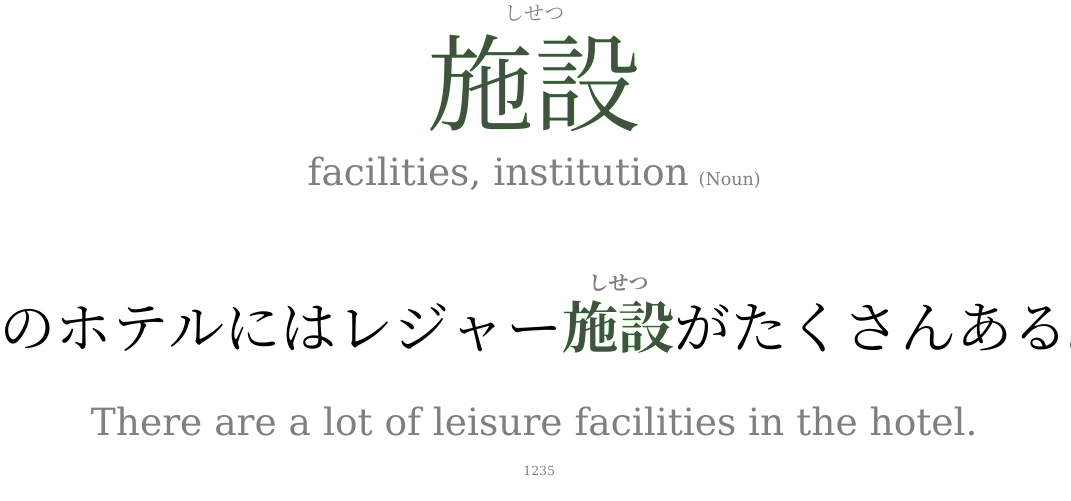 しせつ
施設
facilities, institution (Noun)
しせつ
のホテルにはレジャー施設がたくさんある
There are a lot of leisure facilities in the hotel.
1235